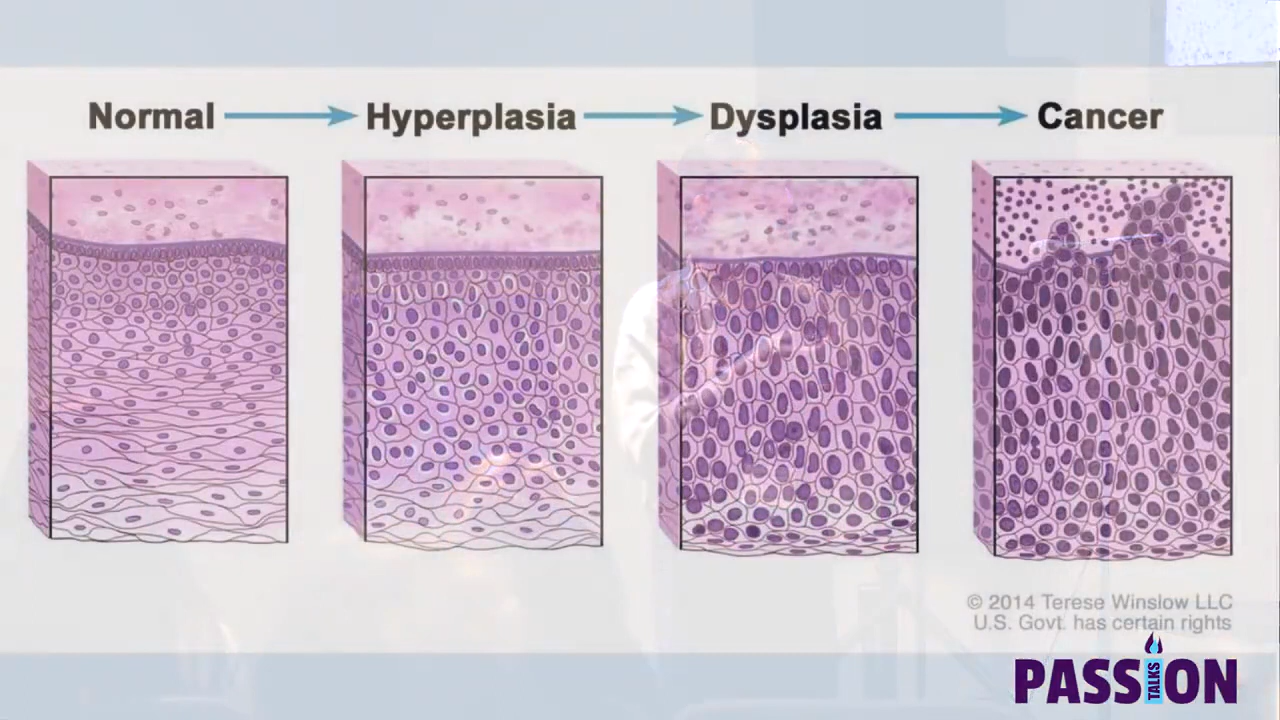 Normal Hyperplasia Dysplasia Cancer
© 2014 Terese Winslow LLC
U.S. Govt. has certain rights
PASSION
TALKS